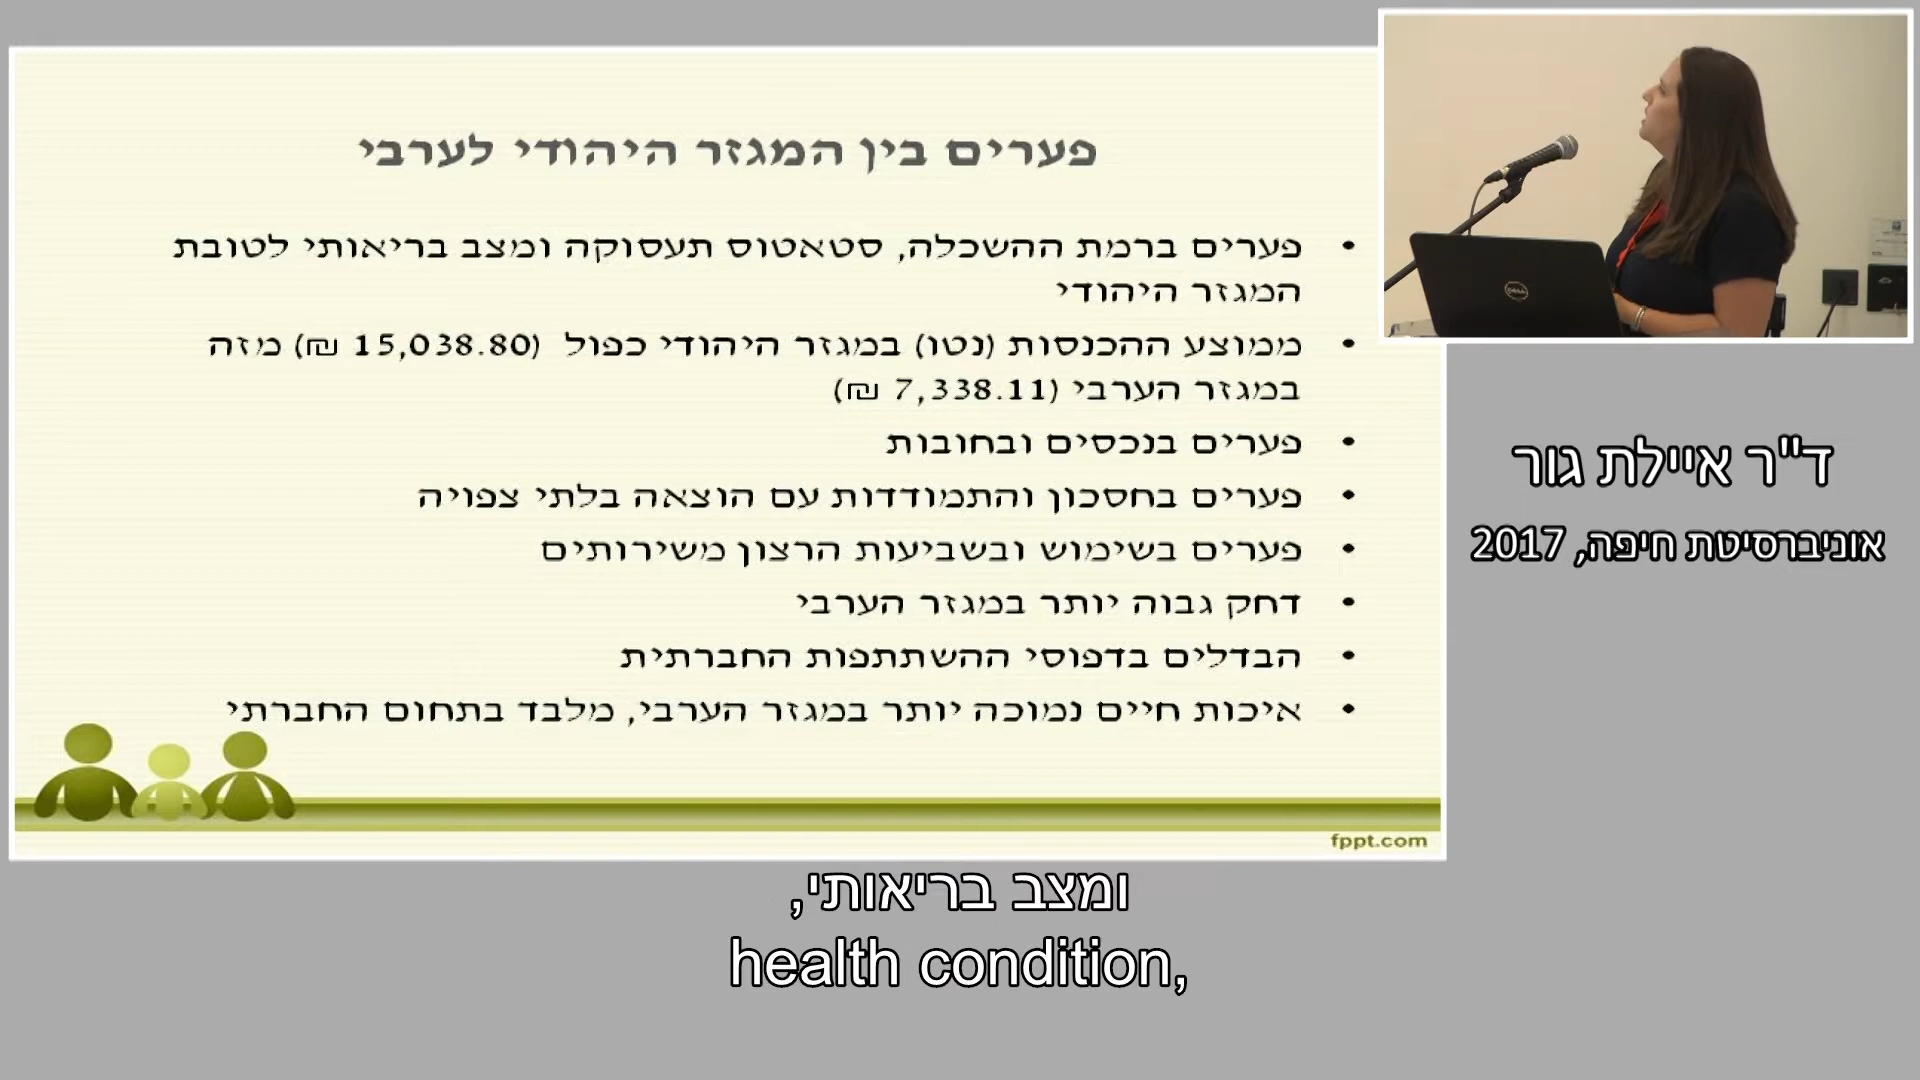 פערים בין המגזר היהודי לערבי
• פערים ברמת ההשכלה, סטאטוס תעסוקה ומצב בריאותי לטובת
המגזר היהודי
• ממוצע ההכנסות (נטו) במגזר היהודי כפול (15,038.80 ₪) מזה
במגזר הערבי (7,338.11 ₪)
• פערים בנכסים ובחובות
• פערים בחסכון והתמודדות עם הוצאה בלתי צפויה
• פערים בשימוש ובשביעות הרצון משירותים
• דחק גבוה יותר במגזר הערבי
• הבדלים בדפוסי ההשתתפות החברתית
• איכות חיים נמוכה יותר במגזר הערבי, מלבד בתחום החברתי
fppt.com
DELL
ד"ר איילת גור
אוניברסיטת חיפה, 2017
ומצב בריאותי,
health condition,